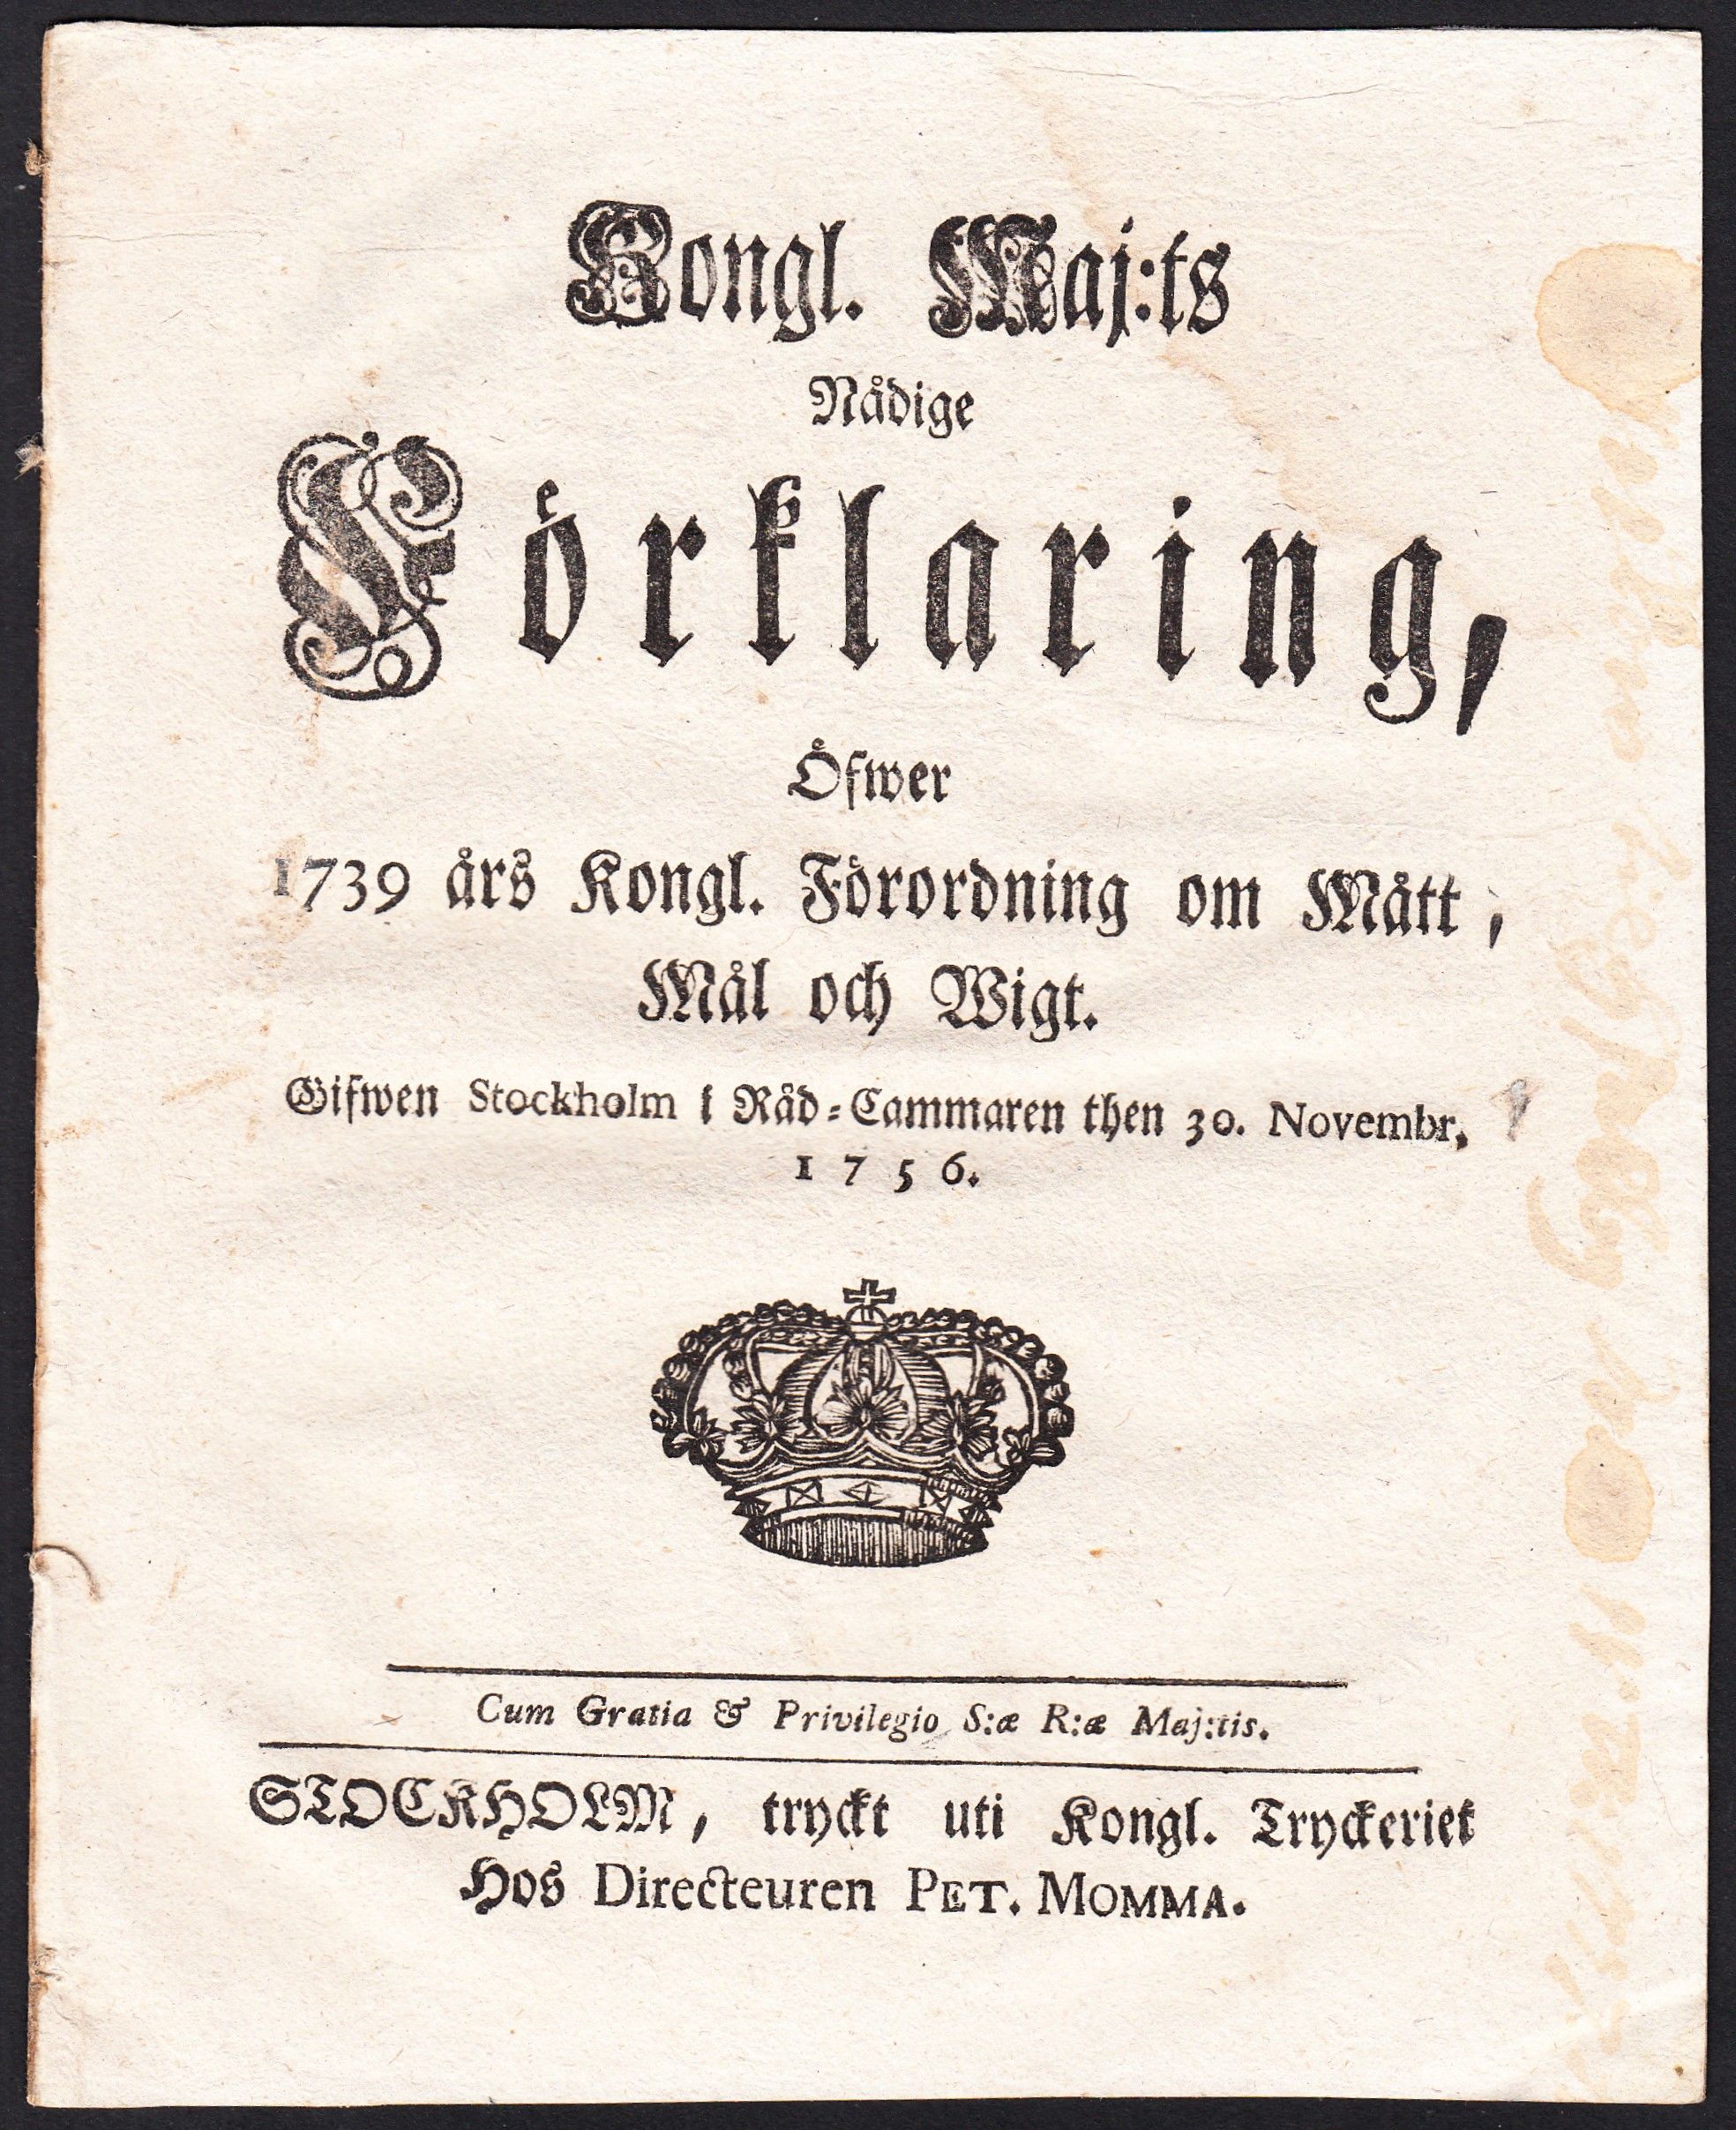 Kongl. Maj:ts
Nådige
Förklaring,
Öfwer
1739 års Kongl. Förordning om Mått,
Mål och Wigt.
Gifwen Stockholm i Råd-Cammaren then 30. Novembr.
1756.
Cum Gratia & Privilegio S:æ R:æ Maj:tis.
STOCKHOLM, tryckt uti Kongl. Tryckeriet
Hos Directeuren PET. MOMMA.